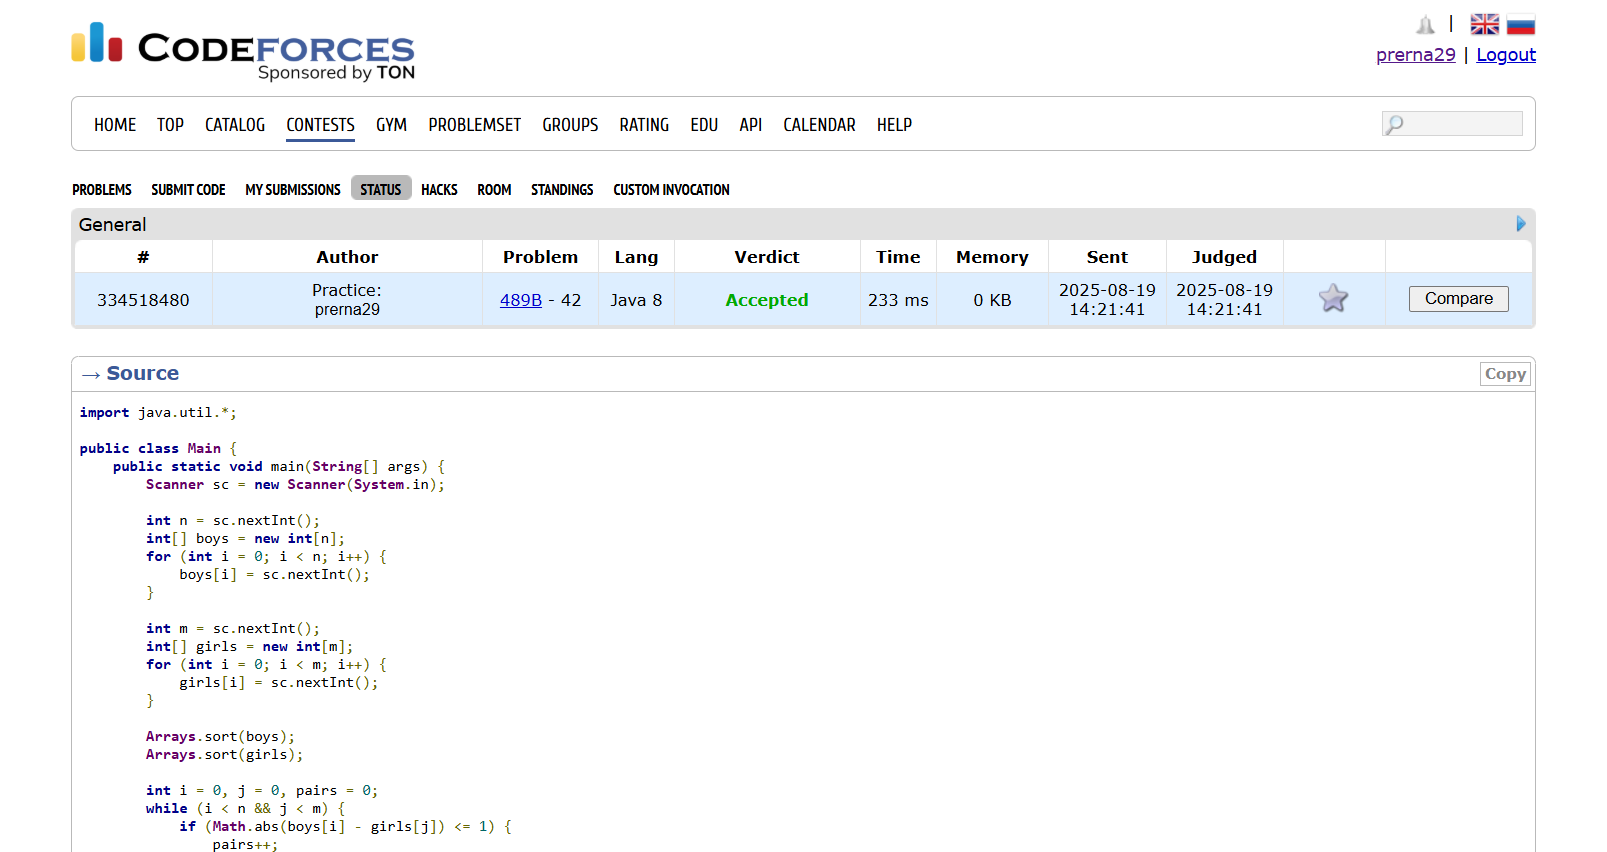 CODEFORCES
Sponsored by TON
|
prerna29 | Logout
HOME TOP CATALOG CONTESTS GYM PROBLEMSET GROUPS RATING EDU API CALENDAR HELP
PROBLEMS SUBMIT CODE MY SUBMISSIONS STATUS HACKS ROOM STANDINGS CUSTOM INVOCATION
General
# Author Problem Lang Verdict Time Memory Sent Judged
334518480 Practice: prerna29 489B - 42 Java 8 Accepted 233 ms 0 KB 2025-08-19 14:21:41 2025-08-19 14:21:41 Compare
→ Source Copy
import java.util.*;
public class Main {
    public static void main(String[] args) {
        Scanner sc = new Scanner(System.in);
        int n = sc.nextInt();
        int[] boys = new int[n];
        for (int i = 0; i < n; i++) {
            boys[i] = sc.nextInt();
        }
        int m = sc.nextInt();
        int[] girls = new int[m];
        for (int i = 0; i < m; i++) {
            girls[i] = sc.nextInt();
        }
        Arrays.sort(boys);
        Arrays.sort(girls);
        int i = 0, j = 0, pairs = 0;
        while (i < n && j < m) {
            if (Math.abs(boys[i] - girls[j]) <= 1) {
                pairs++;